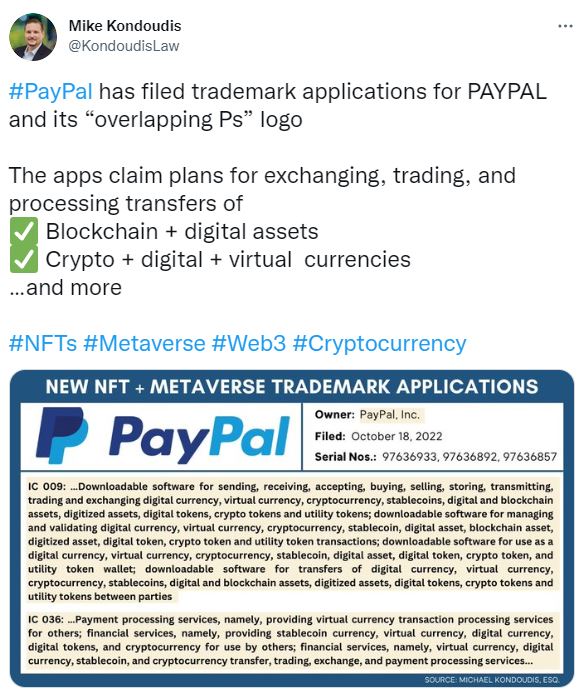 Mike Kondoudis
@KondoudisLaw
#PayPal has filed trademark applications for PAYPAL
and its “overlapping Ps” logo
The apps claim plans for exchanging, trading, and
processing transfers of
✅ Blockchain + digital assets
✅ Crypto + digital + virtual  currencies
...and more
#NFTs #Metaverse #Web3 #Cryptocurrency
NEW NFT + METAVERSE TRADEMARK APPLICATIONS
PayPal
Owner: PayPal, Inc.
Filed: October 18, 2022
Serial Nos.: 97636933, 97636892, 97636857
IC 009: ...Downloadable software for sending, receiving, accepting, buying, selling, storing, transmitting,
trading and exchanging digital currency, virtual currency, cryptocurrency, stablecoins, digital and blockchain
assets, digitized assets, digital tokens, crypto tokens and utility tokens; downloadable software for managing
and validating digital currency, virtual currency, cryptocurrency, stablecoin, digital asset, blockchain asset,
digitized asset, digital token, crypto token and utility token transactions; downloadable software for use as a
digital currency, virtual currency, cryptocurrency, stablecoin, digital asset, digital token, crypto token, and
utility token wallet; downloadable software for transfers of digital currency, virtual currency,
cryptocurrency, stablecoins, digital and blockchain assets, digitized assets, digital tokens, crypto tokens and
utility tokens between parties
IC 036: ...Payment processing services, namely, providing virtual currency transaction processing services
for others; financial services, namely, providing stablecoin currency, virtual currency, digital currency,
digital tokens, and cryptocurrency for use by others; financial services, namely, virtual currency, digital
currency, stablecoin, and cryptocurrency transfer, trading, exchange, and payment processing services...
SOURCE: MICHAEL KONDOUDIS, ESQ.